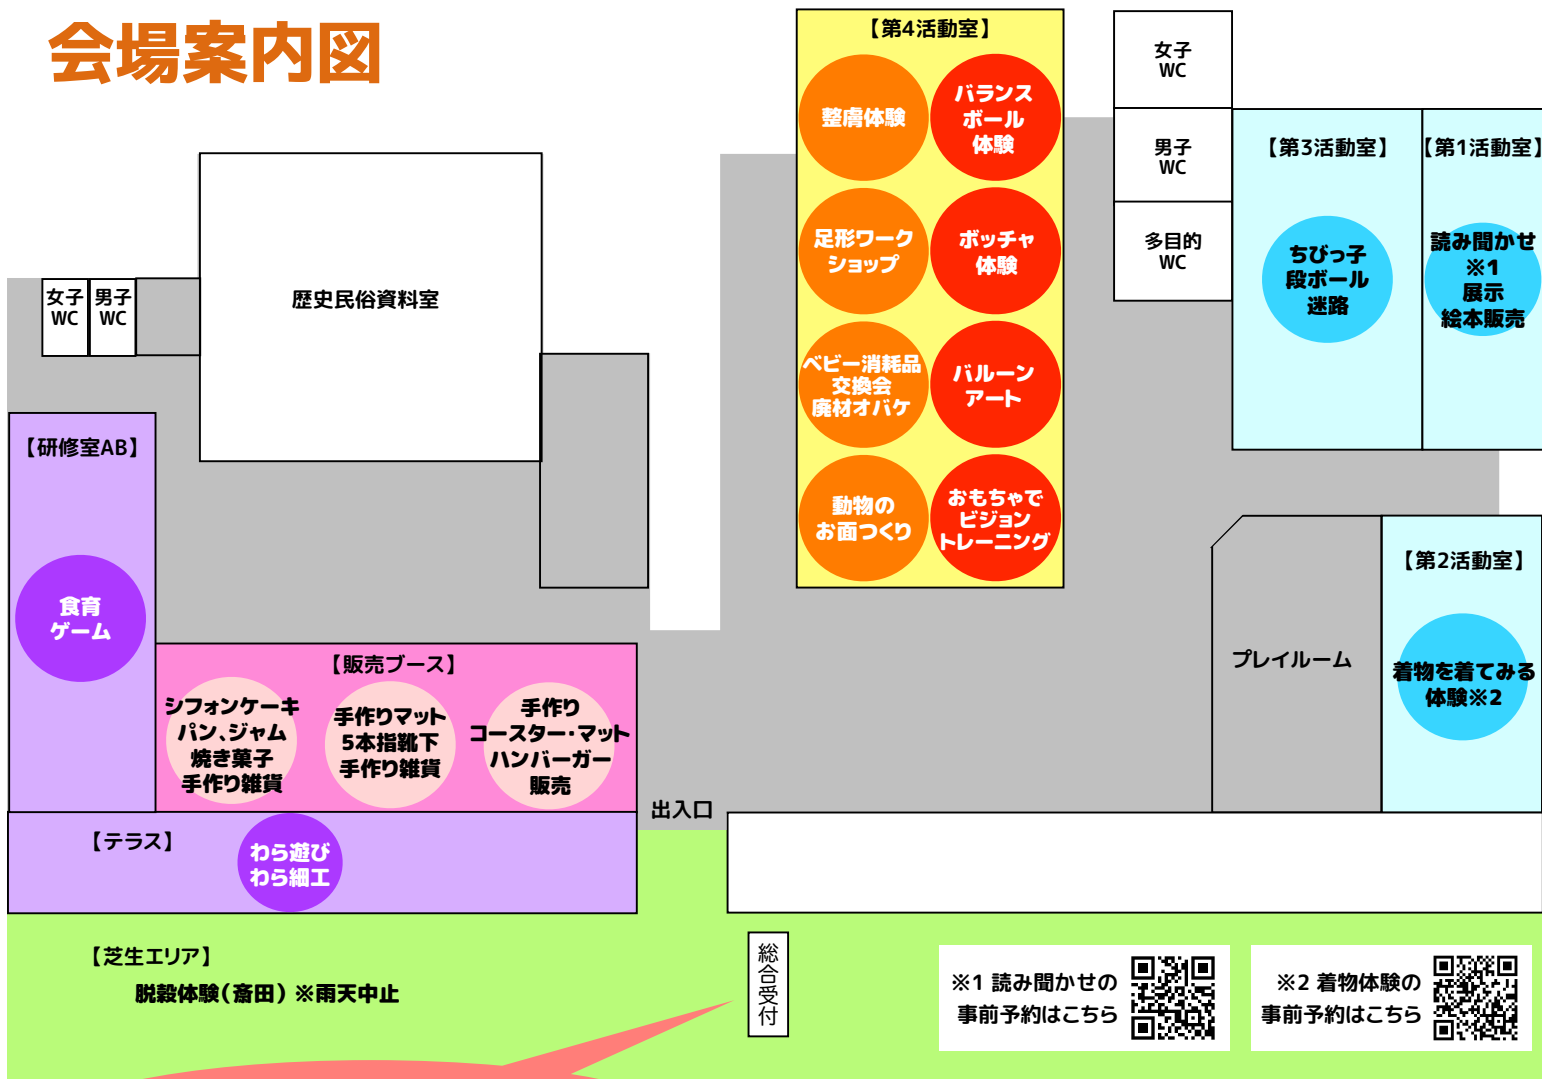 会場案内図
【第4活動室】
整膚体験
バランス
ボール
体験
足形ワーク
ショップ
ボッチャ
体験
ベビー消耗品
交換会
廃材オバケ
バルーン
アート
動物の
お面つくり
おもちゃで
ビジョン
トレーニング
女子
WC
男子
WC
多目的
WC
【第3活動室】
ちびっ子
段ボール
迷路
【第1活動室】
読み聞かせ
※1
展示
絵本販売
歴史民俗資料室
女子
WC
男子
WC
【研修室AB】
食育
ゲーム
【販売ブース】
シフォンケーキ
パン、ジャム
焼き菓子
手作り雑貨
手作りマット
5本指靴下
手作り雑貨
手作り
コースター・マット
ハンバーガー
販売
プレイルーム
【第2活動室】
着物を着てみる
体験※2
出入口
【テラス】
わら遊び
わら細工
【芝生エリア】
脱穀体験(斎田) ※雨天中止
総合受付
※1 読み聞かせの
事前予約はこちら
※2 着物体験の
事前予約はこちら